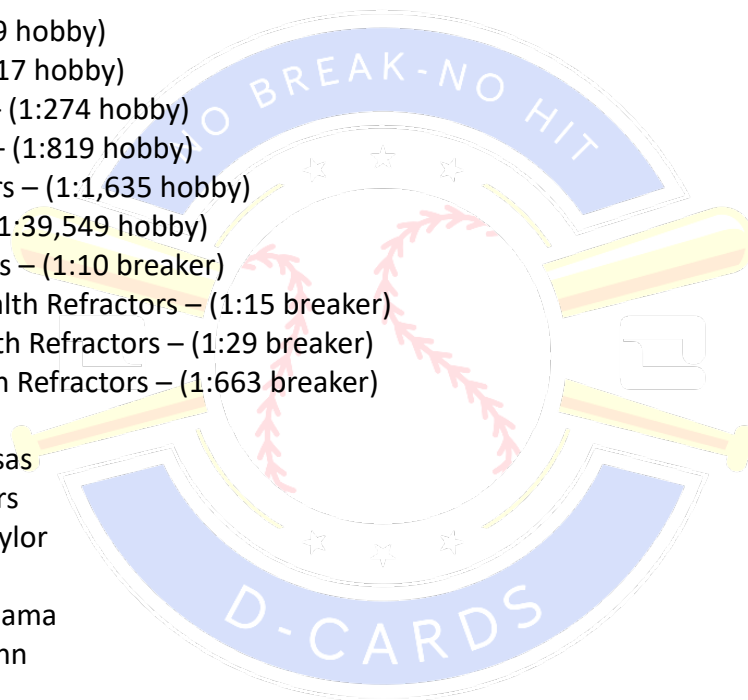 9 hobby)
17 hobby)
– (1:274 hobby)
– (1:819 hobby)
rs – (1:1,635 hobby)
1:39,549 hobby)
s – (1:10 breaker)
alth Refractors – (1:15 breaker)
th Refractors – (1:29 breaker)
h Refractors – (1:663 breaker)
sas
rs
ylor
ama
nn
NO BREAK-NO HIT
D-CARDS